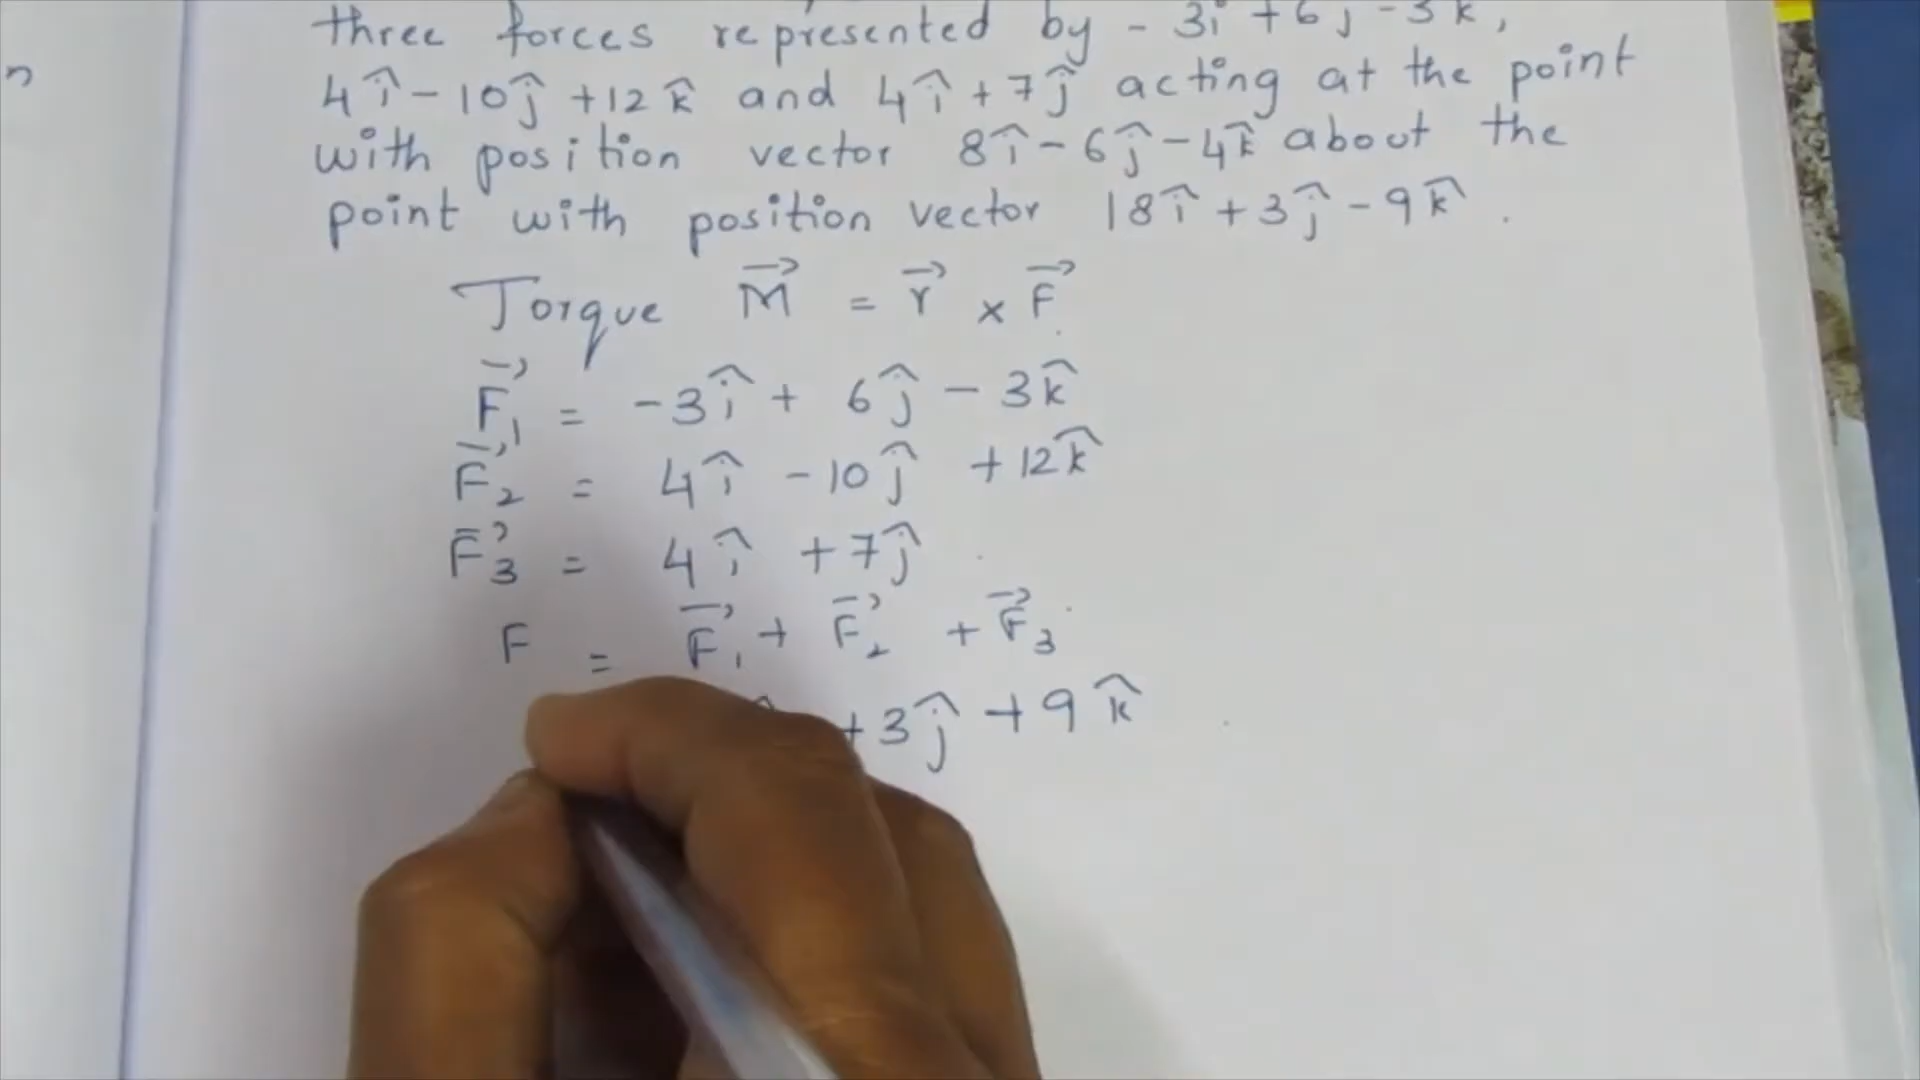 n
three forces represented by - 3i + 6j - 3k,
4î - 10ĵ + 12k̂ and 4î + 7ĵ acting at the point
with position vector 8î - 6ĵ - 4k̂ about the
point with position vector 18î + 3ĵ - 9k̂ .
Torque M⃗ = r⃗ × F⃗
F⃗₁ = -3î + 6ĵ - 3k̂
F⃗₂ = 4î - 10ĵ + 12k̂
F⃗₃ = 4î + 7ĵ
F = F⃗₁ + F⃗₂ + F⃗₃
+3ĵ + 9k̂